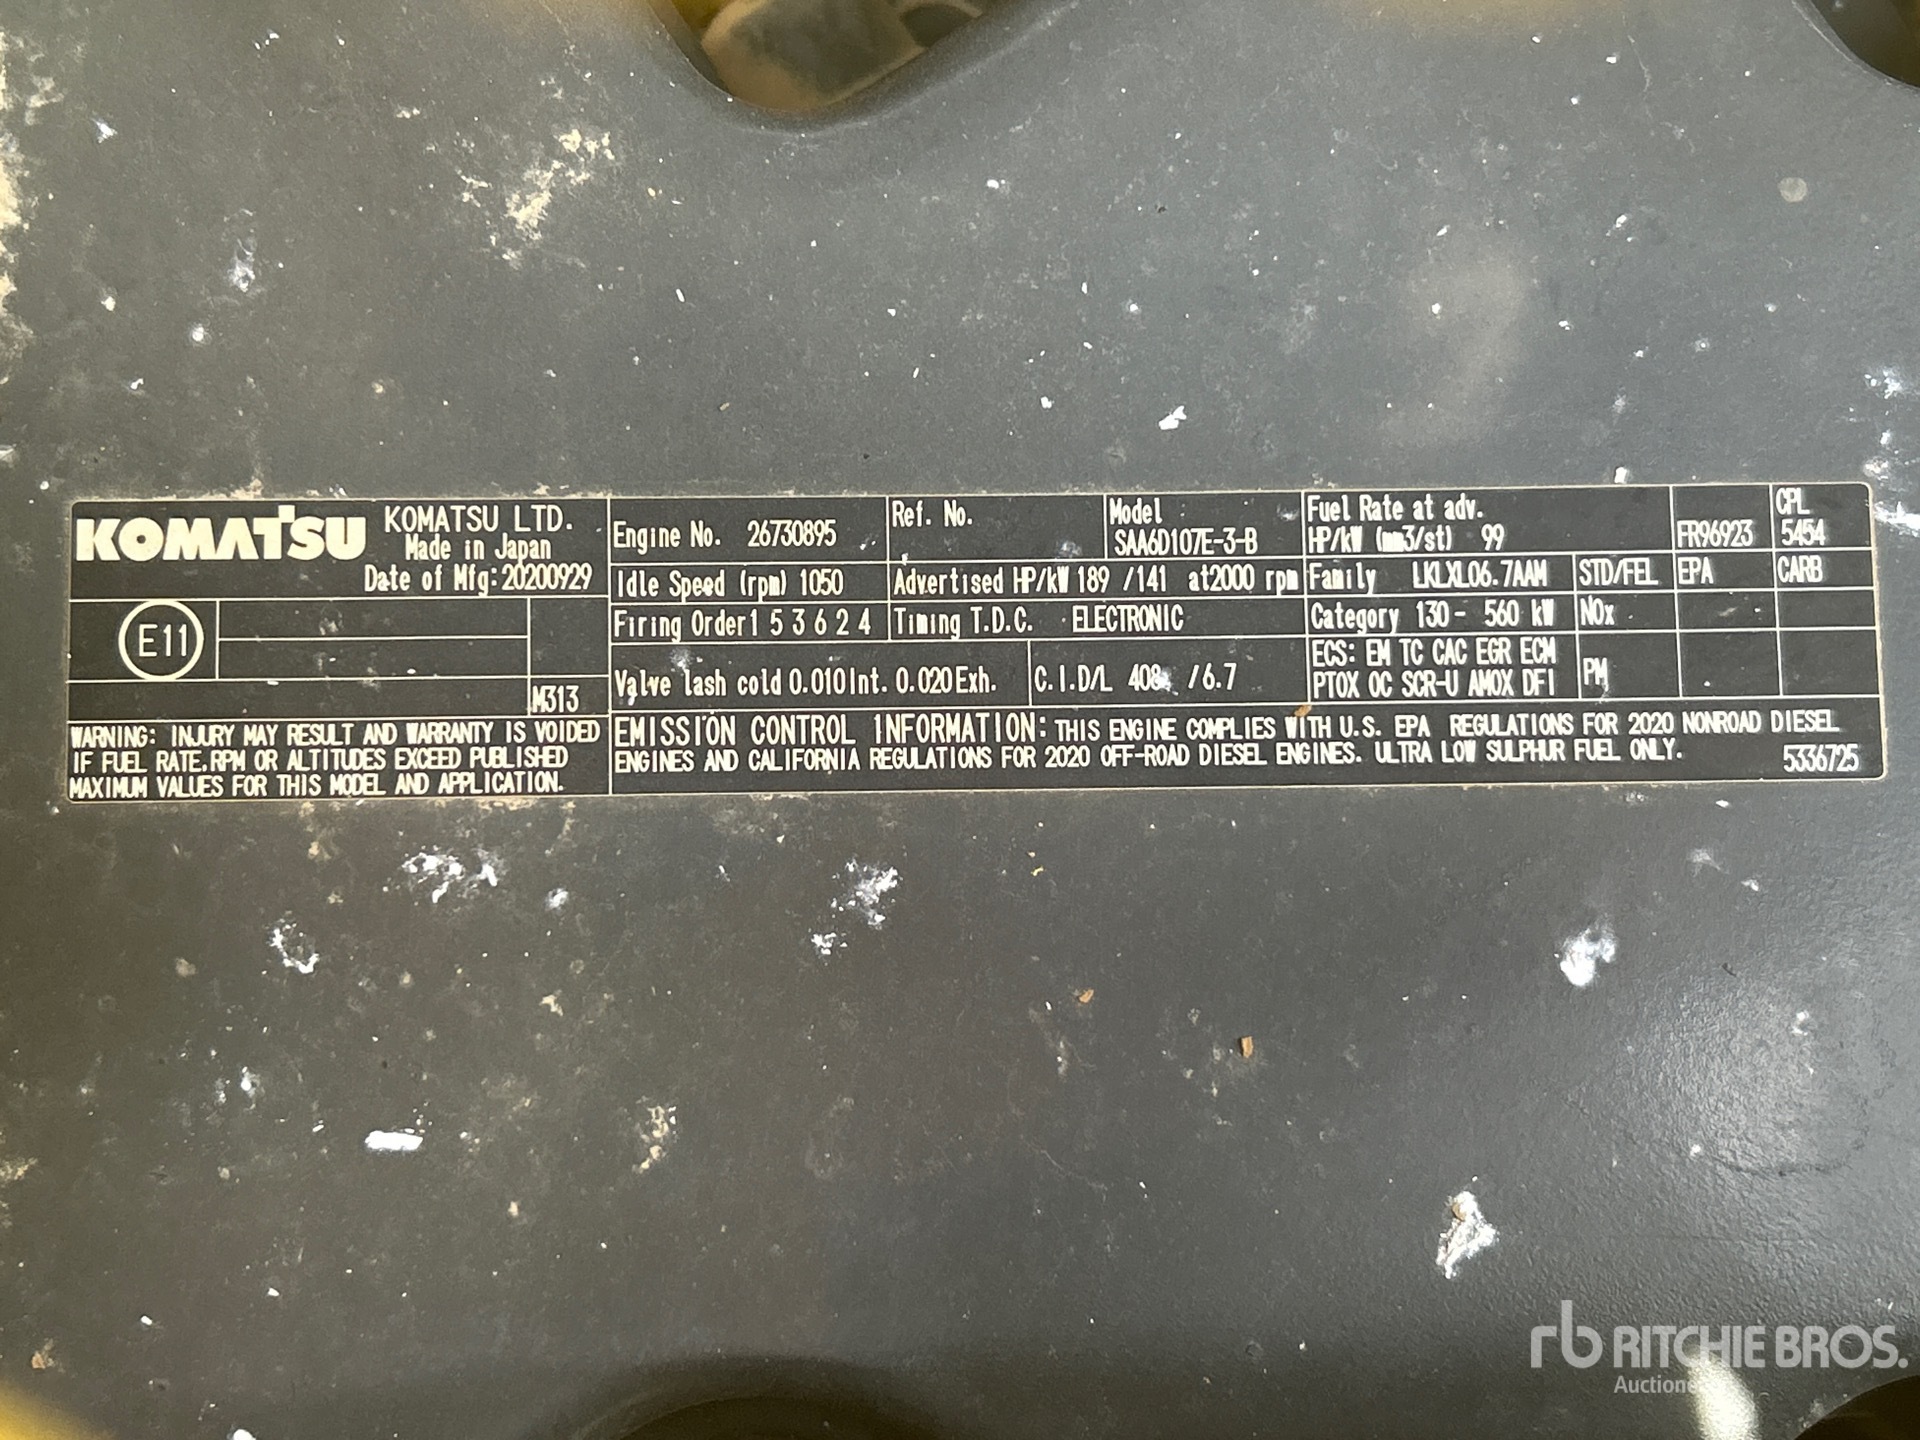 KOMATSU
KOMATSU LTD.
Made in Japan
Date of Mfg:20200929
E11
M313
WARNING: INJURY MAY RESULT AND WARRANTY IS VOIDED
IF FUEL RATE,RPM OR ALTITUDES EXCEED PUBLISHED
MAXIMUM VALUES FOR THIS MODEL AND APPLICATION.
Engine No. 26730895
Ref. No.
Model
SAA6D107E-3-B
Fuel Rate at adv.
HP/kW (mm3/st) 99
FR96923
CPL
5454
Idle Speed (rpm) 1050
Advertised HP/kW 189 /141 at2000 rpm
Family LKLXL06.7AAM
STD/FEL
EPA
CARB
Firing Order1 5 3 6 2 4
Timing T.D.C. ELECTRONIC
Category 130- 560 kW
NOx
Valve lash cold 0.010Int. 0.020Exh.
C.I.D/L 408 /6.7
ECS: EM TC CAC EGR ECM
PTOX OC SCR-U AMOX DFI
PM
EMISSION CONTROL INFORMATION: THIS ENGINE COMPLIES WITH U.S. EPA REGULATIONS FOR 2020 NONROAD DIESEL
ENGINES AND CALIFORNIA REGULATIONS FOR 2020 OFF-ROAD DIESEL ENGINES. ULTRA LOW SULPHUR FUEL ONLY.
5336725
rb RITCHIE BROS.